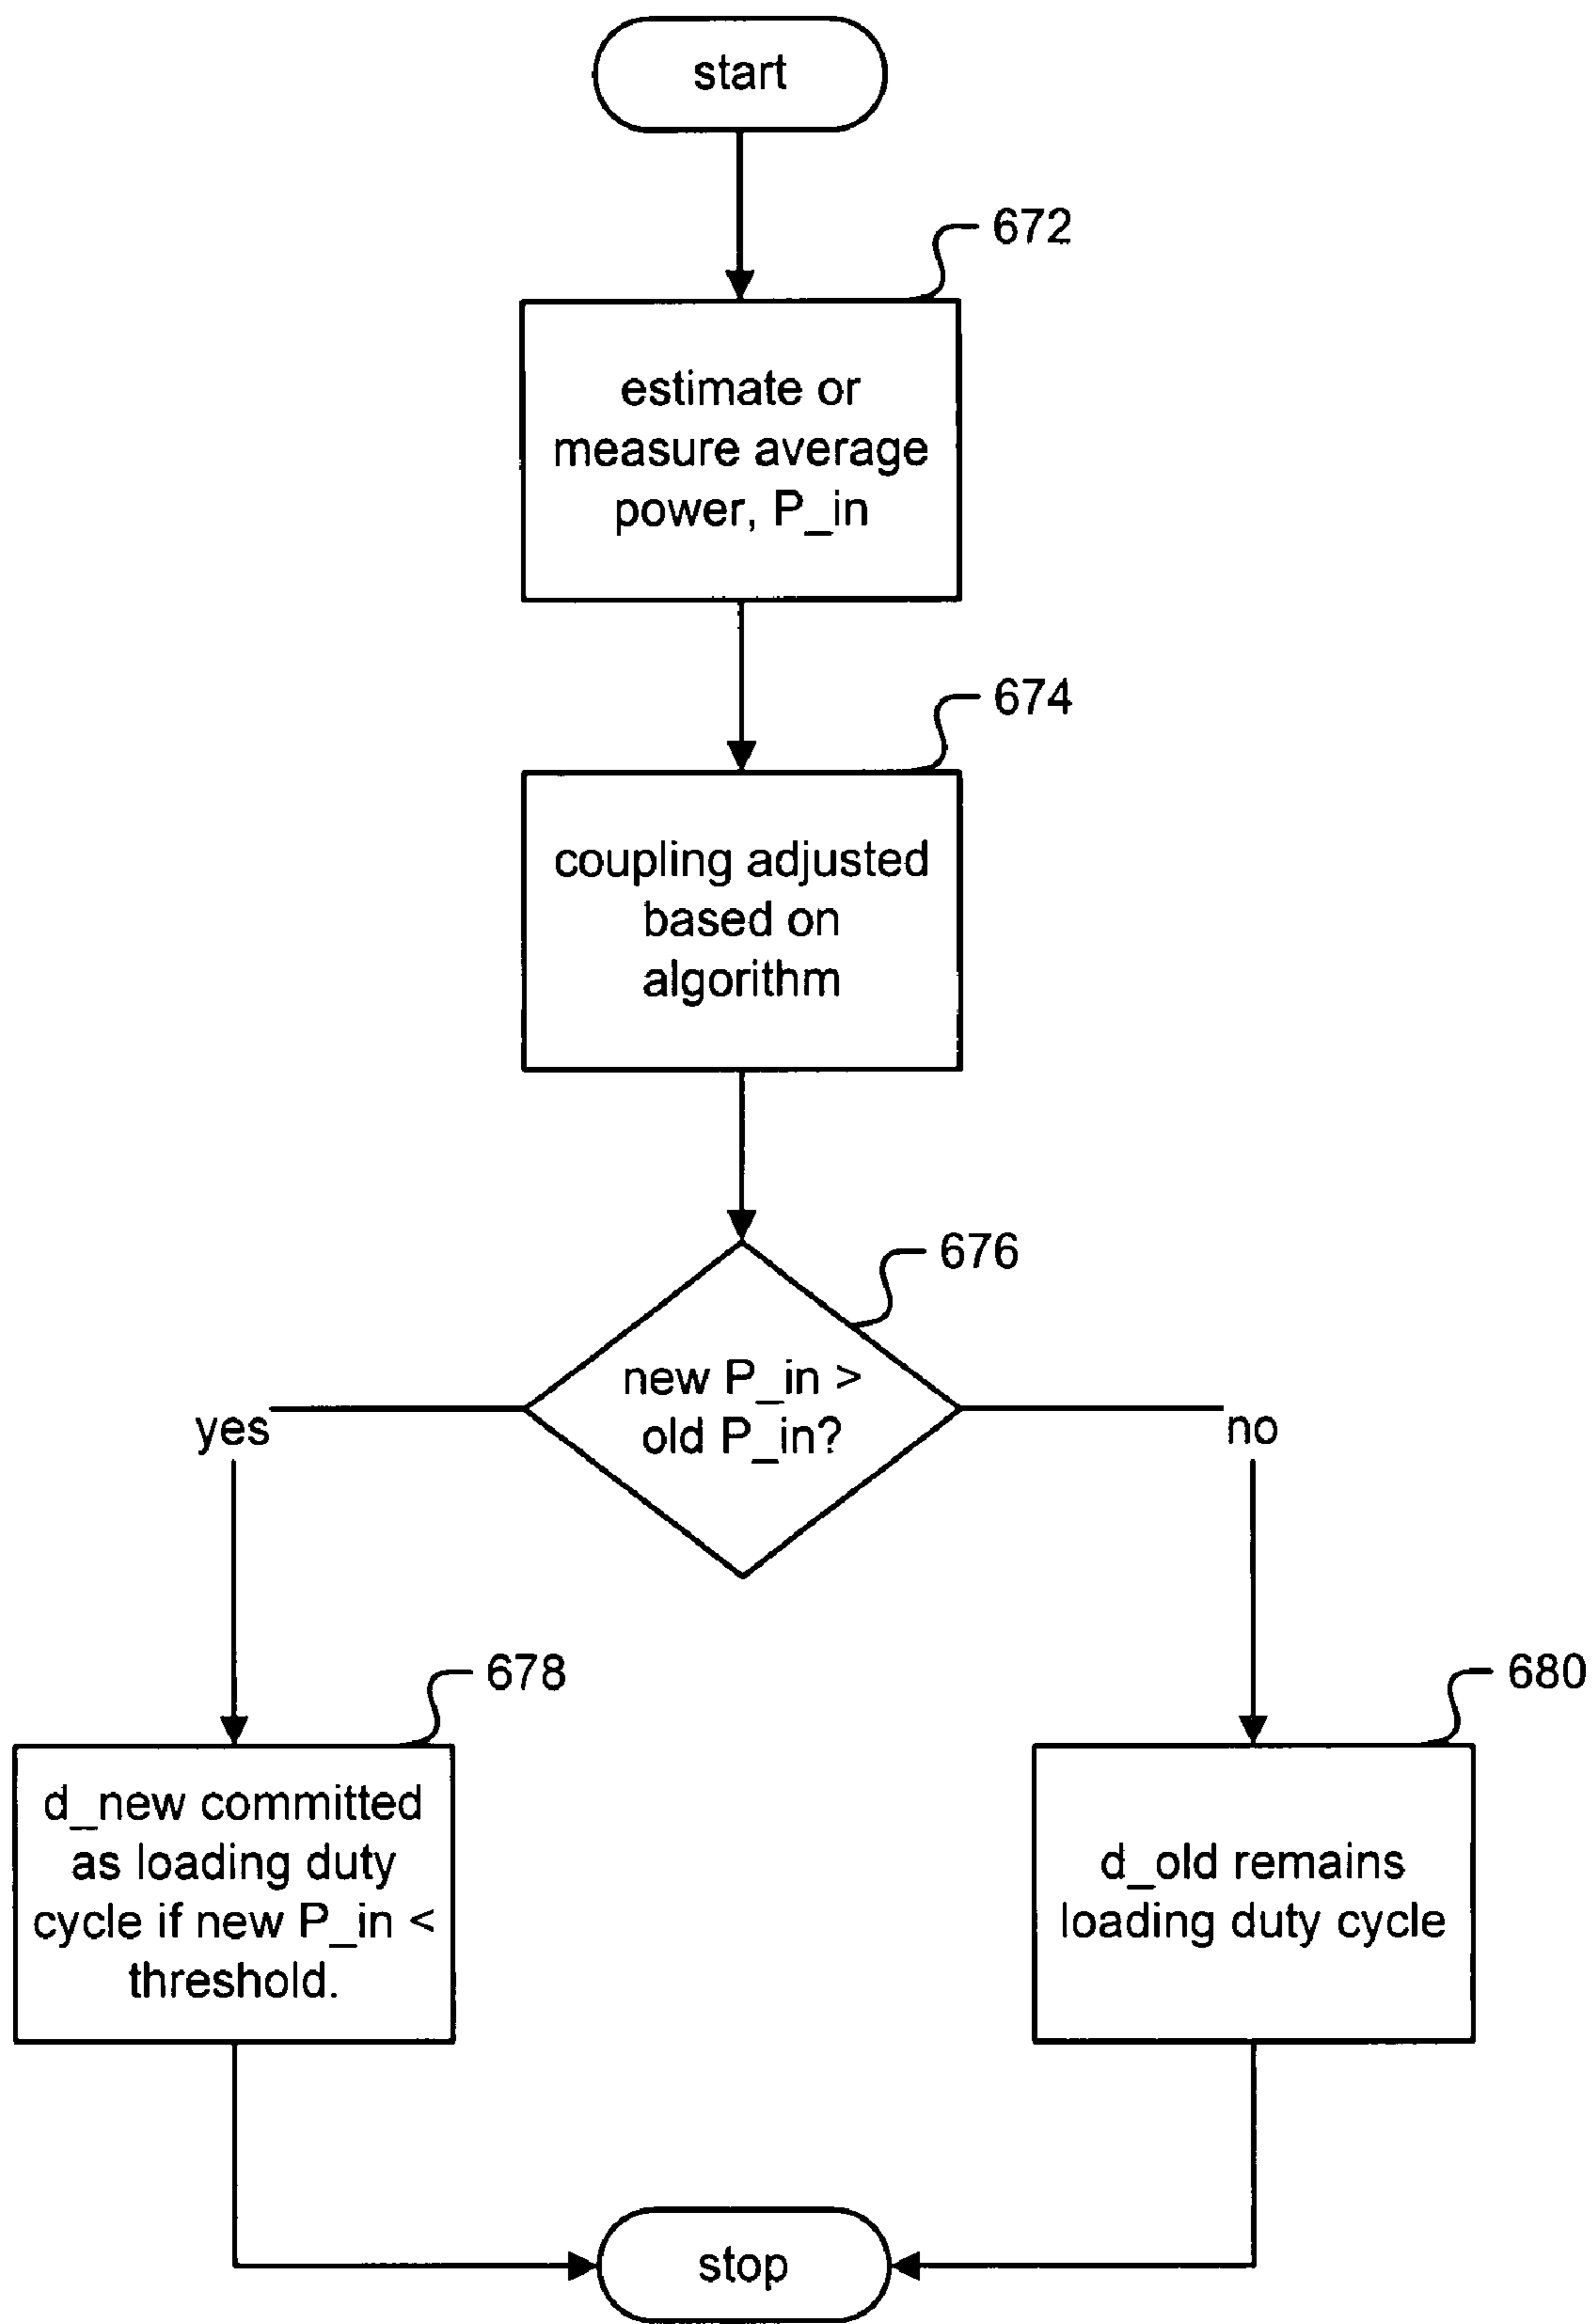 start
672
estimate or
measure average
power, P_in
674
coupling adjusted
based on
algorithm
676
new P_in >
old P_in?
yes
no
678
d_new committed
as loading duty
cycle if new P_in <
threshold.
680
d_old remains
loading duty cycle
stop